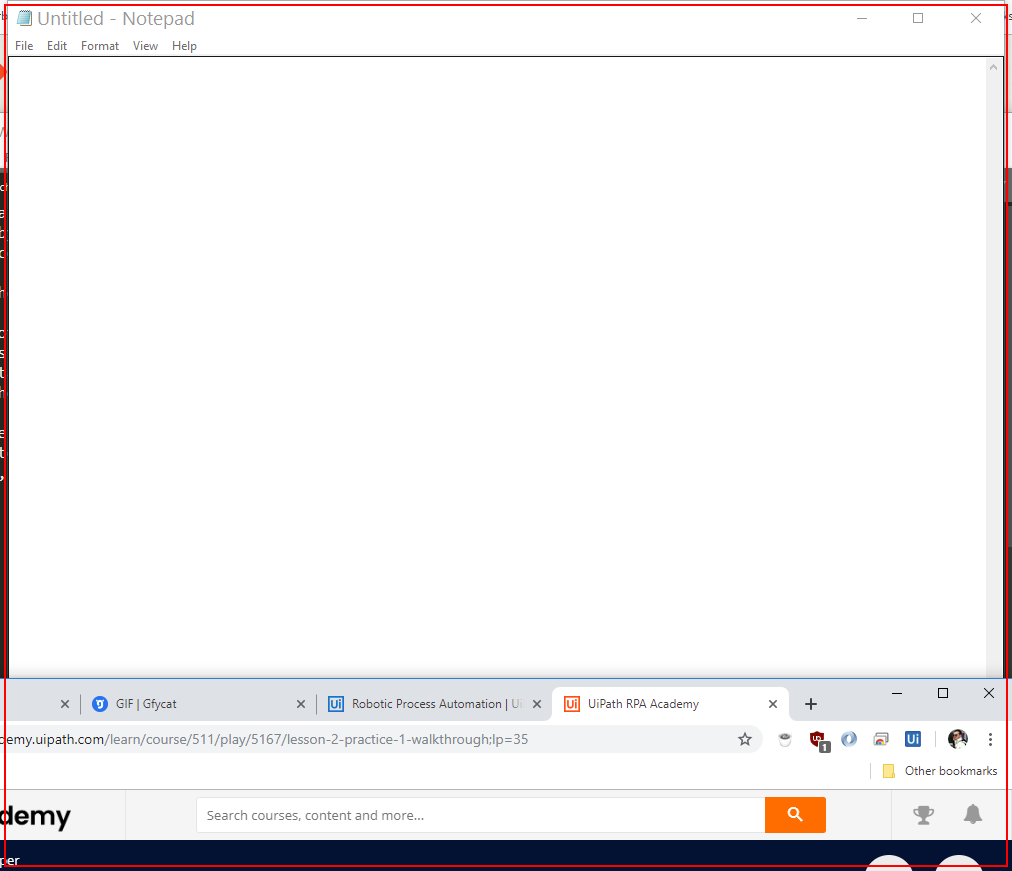 Untitled - Notepad
File Edit Format View Help
GIF | Gfycat Robotic Process Automation | Ui UiPath RPA Academy
demy.uipath.com/learn/course/511/play/5167/lesson-2-practice-1-walkthrough;lp=35
1
Other bookmarks
demy Search courses, content and more...
per